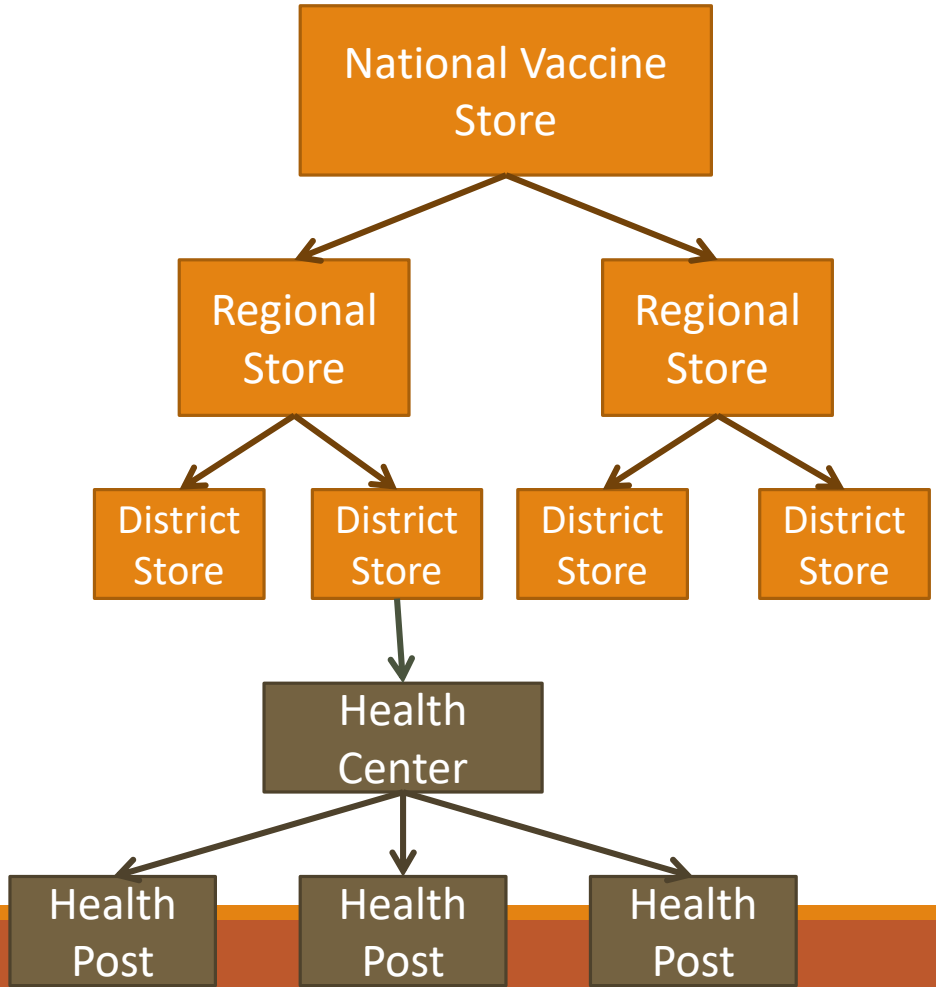 National Vaccine
Store
Regional
Store
Regional
Store
District
Store
District
Store
District
Store
District
Store
Health
Center
Health
Post
Health
Post
Health
Post